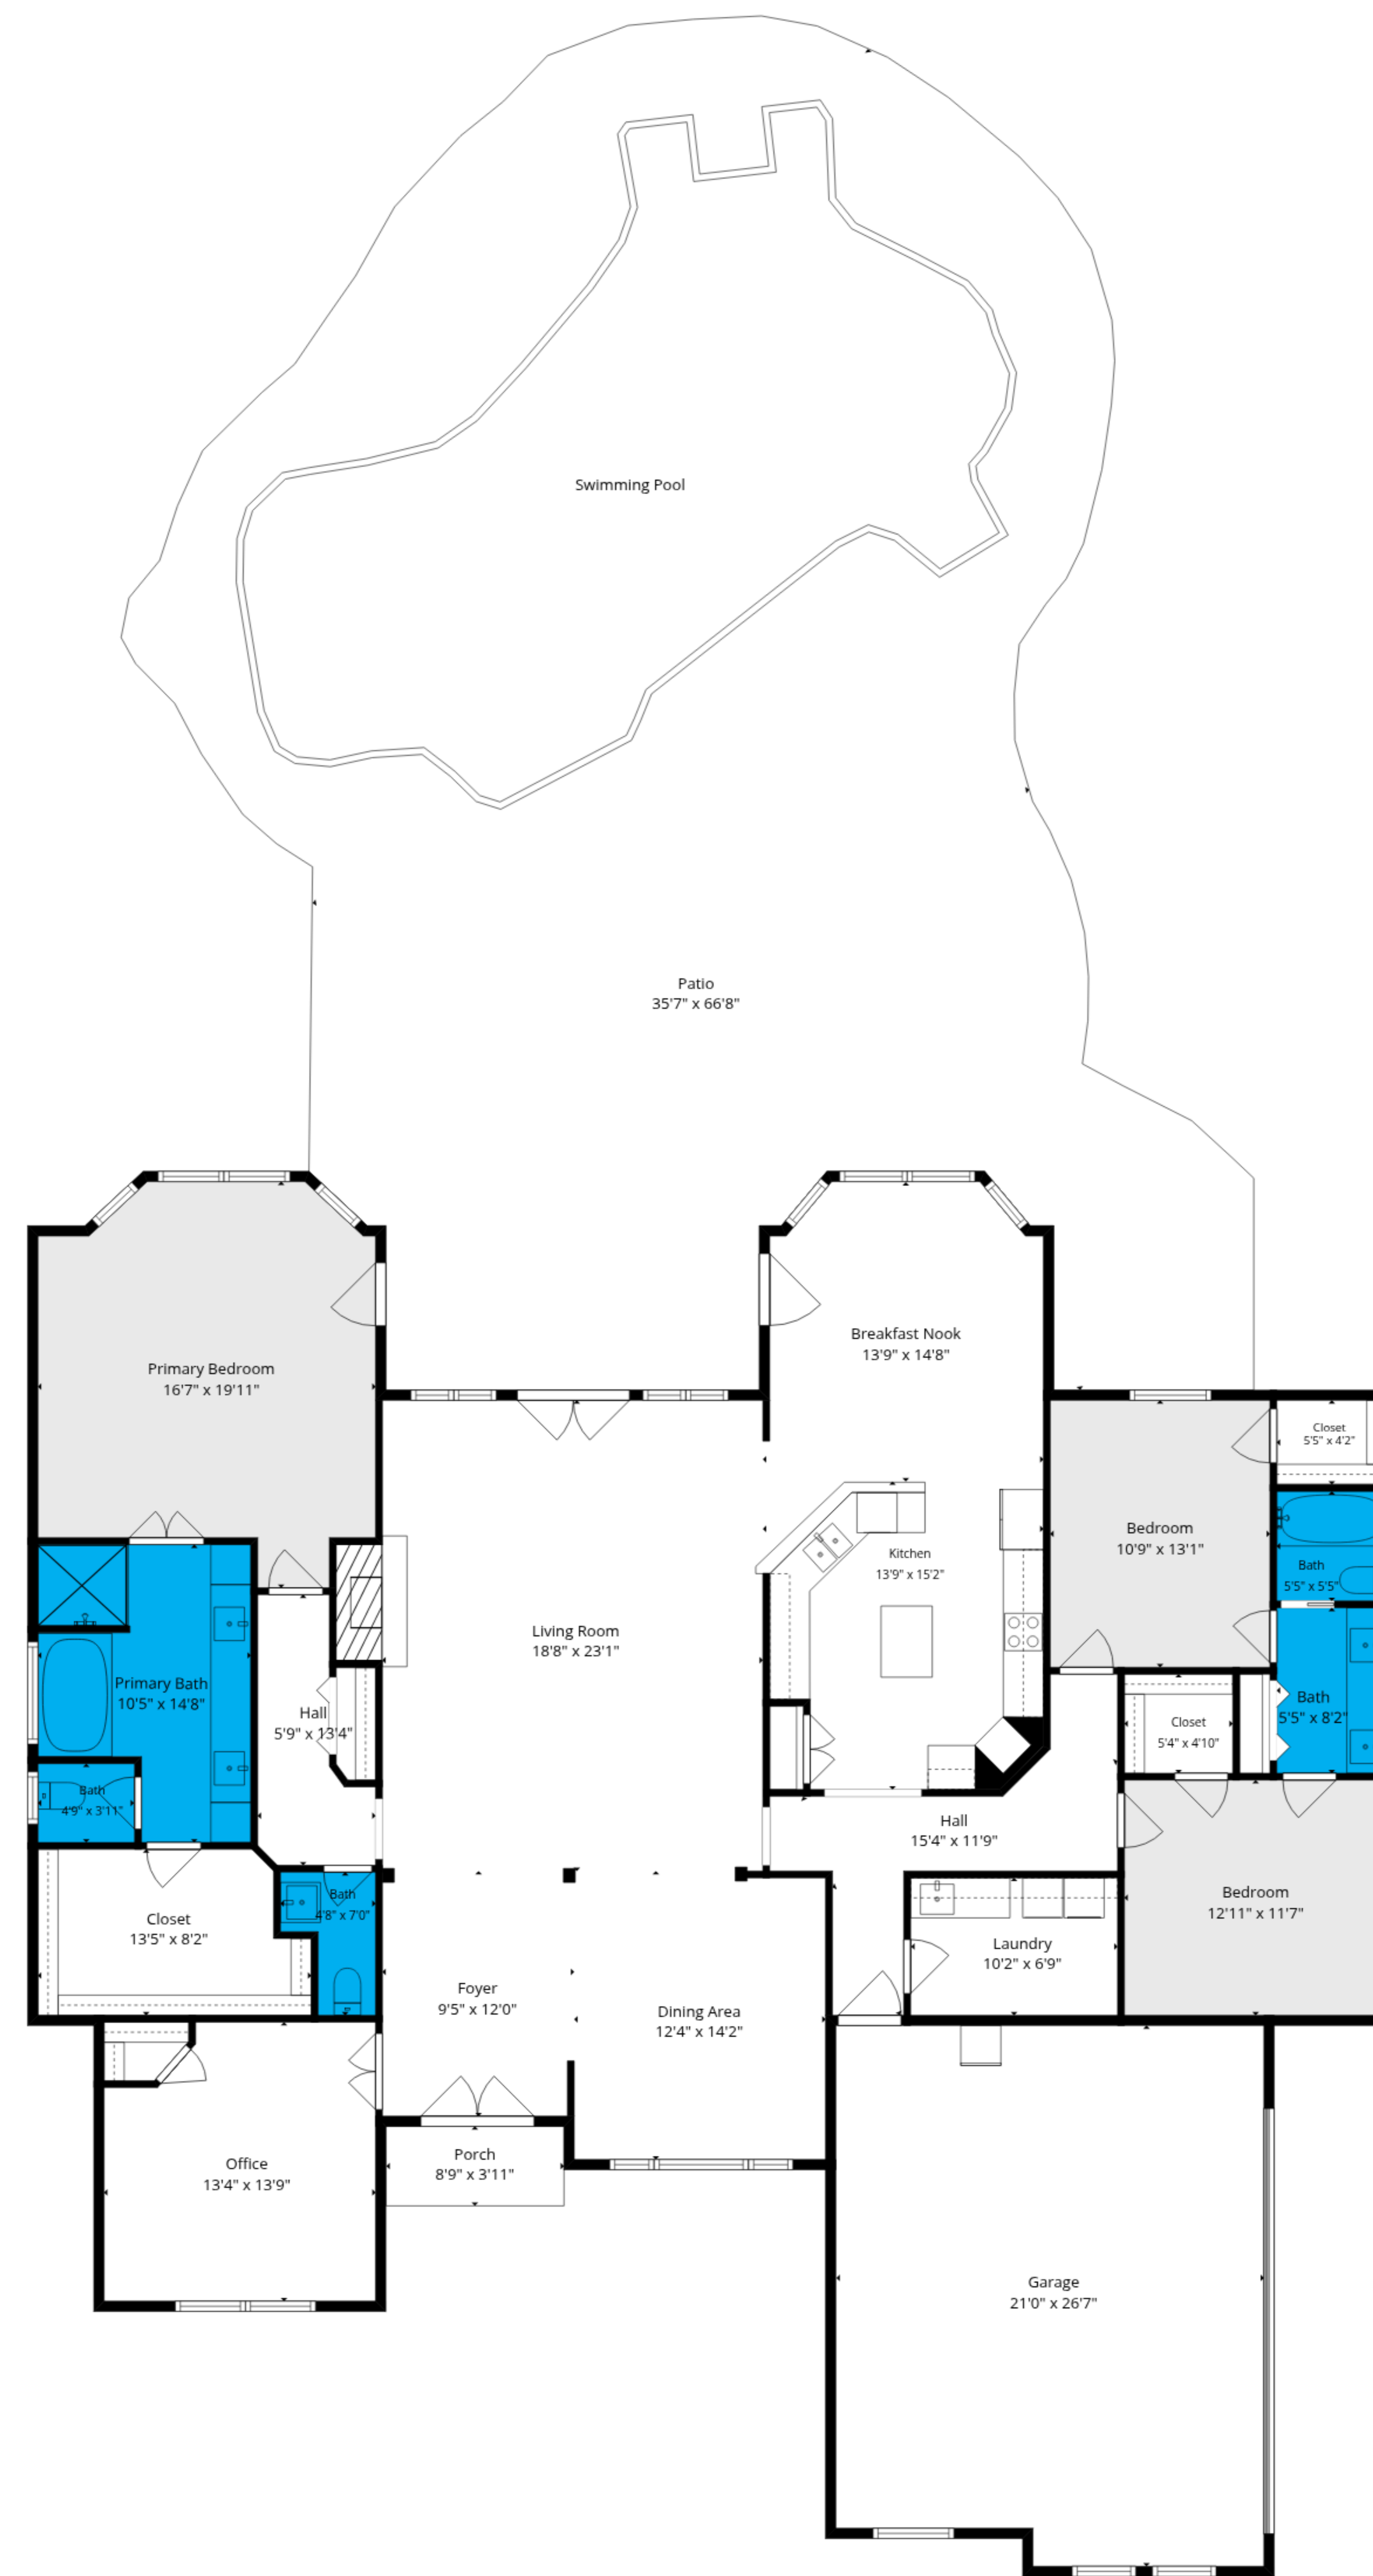 Swimming Pool
Patio
35'7" x 66'8"
Breakfast Nook
13'9" x 14'8"
Primary Bedroom
16'7" x 19'11"
Closet
5'5" x 4'2"
Bedroom
10'9" x 13'1"
Kitchen
13'9" x 15'2"
Bath
5'5" x 5'5"
Living Room
18'8" x 23'1"
Primary Bath
10'5" x 14'8"
Bath
5'5" x 8'2"
Hall
5'9" x 13'4"
Closet
5'4" x 4'10"
Bath
4'9" x 3'11"
Hall
15'4" x 11'9"
Bath
4'8" x 7'0"
Bedroom
12'11" x 11'7"
Closet
13'5" x 8'2"
Laundry
10'2" x 6'9"
Foyer
9'5" x 12'0"
Dining Area
12'4" x 14'2"
Porch
8'9" x 3'11"
Office
13'4" x 13'9"
Garage
21'0" x 26'7"